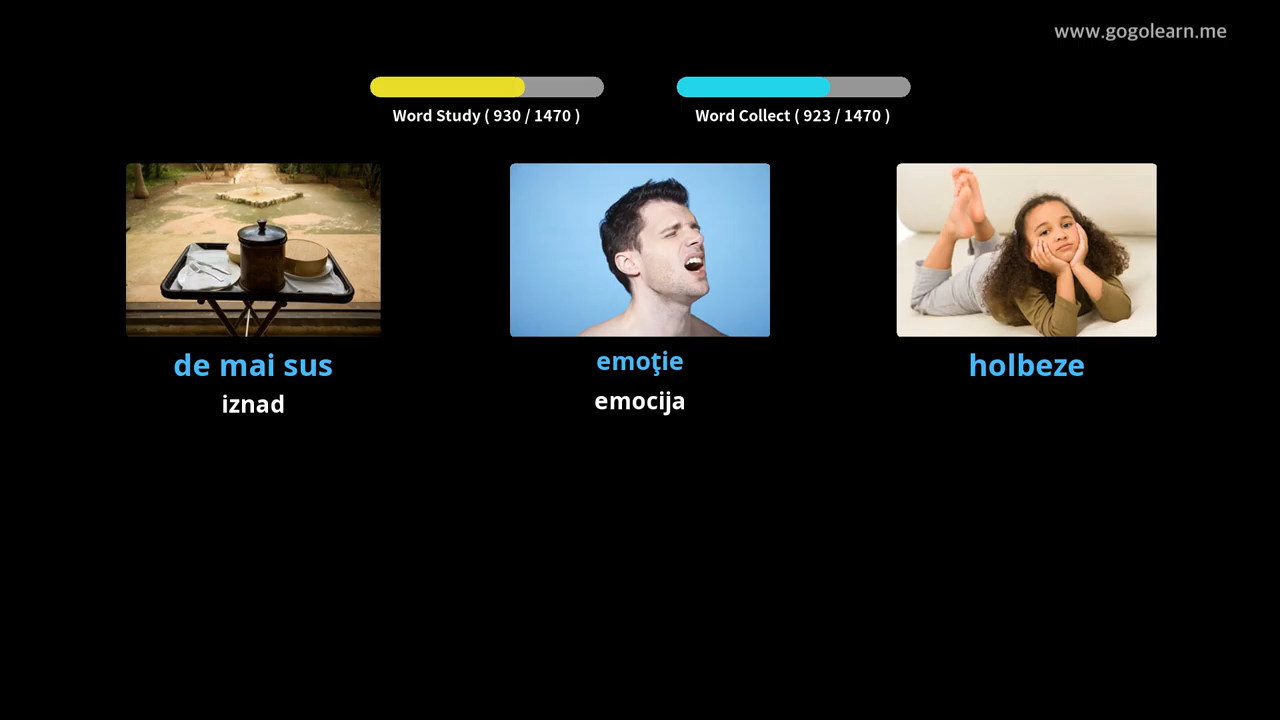 www.gogolearn.me
Word Study ( 930 / 1470 )
Word Collect ( 923 / 1470 )
de mai sus
iznad
emoţie
emocija
holbeze